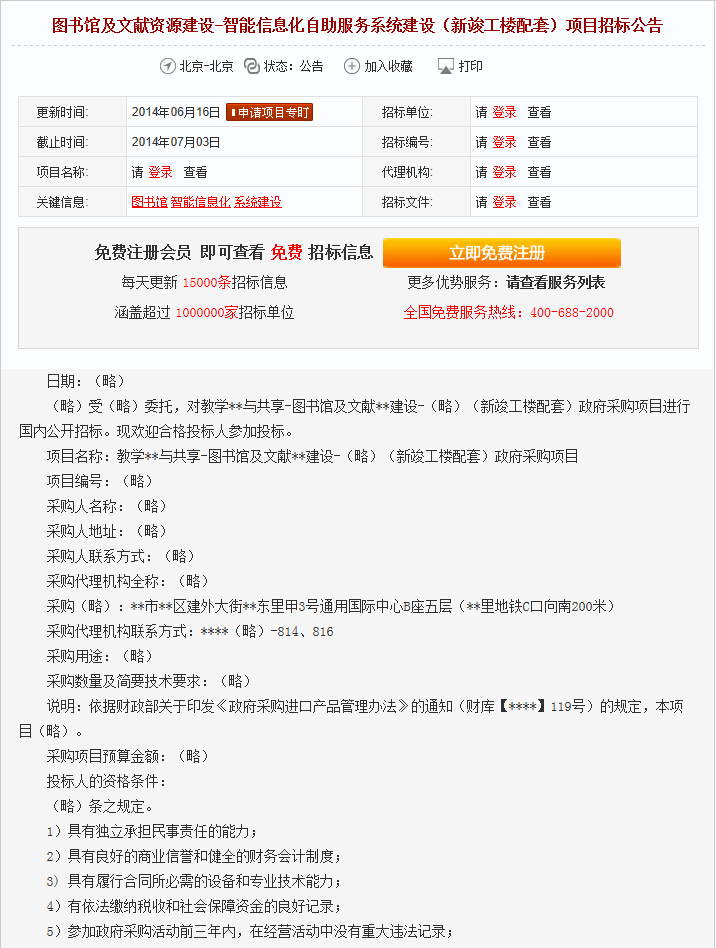 图书馆及文献资源建设-智能信息化自助服务系统建设（新竣工楼配套）项目招标公告
北京-北京 状态：公告 加入收藏 打印
更新时间: 2014年06月16日 申请项目专盯 招标单位: 请 登录 查看
截止时间: 2014年07月03日 招标编号: 请 登录 查看
项目名称: 请 登录 查看 代理机构: 请 登录 查看
关键信息: 图书馆 智能信息化 系统建设 招标文件: 请 登录 查看
免费注册会员 即可查看 免费 招标信息 立即免费注册
每天更新 15000条招标信息 更多优势服务：请查看服务列表
涵盖超过 1000000家招标单位 全国免费服务热线：400-688-2000
日期：（略）
（略）受（略）委托，对教学**与共享-图书馆及文献**建设-（略）（新竣工楼配套）政府采购项目进行
国内公开招标。现欢迎合格投标人参加投标。
项目名称：教学**与共享-图书馆及文献**建设-（略）（新竣工楼配套）政府采购项目
项目编号：（略）
采购人名称：（略）
采购人地址：（略）
采购人联系方式：（略）
采购代理机构全称：（略）
采购（略）：**市**区建外大街**东里甲3号通用国际中心B座五层（**里地铁C口向南200米）
采购代理机构联系方式：****（略）-814、816
采购用途：（略）
采购数量及简要技术要求：（略）
说明：依据财政部关于印发《政府采购进口产品管理办法》的通知（财库【****】119号）的规定，本项
目（略）。
采购项目预算金额：（略）
投标人的资格条件：
（略）条之规定。
1）具有独立承担民事责任的能力；
2）具有良好的商业信誉和健全的财务会计制度；
3）具有履行合同所必需的设备和专业技术能力；
4）有依法缴纳税收和社会保障资金的良好记录；
5）参加政府采购活动前三年内，在经营活动中没有重大违法记录；